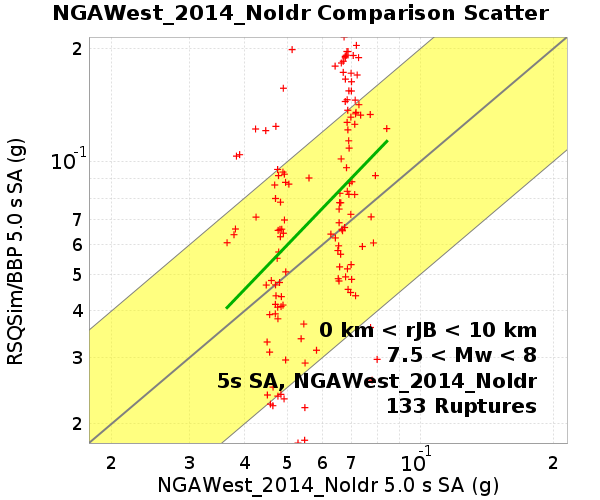 NGAWest_2014_NoIdr Comparison Scatter
RSQSim/BBP 5.0 s SA (g)
2
10-1
7
6
5
4
3
2
0 km < rJB < 10 km
7.5 < Mw < 8
5s SA, NGAWest_2014_NoIdr
133 Ruptures
2 3 4 5 6 7 10-1 2
NGAWest_2014_NoIdr 5.0 s SA (g)